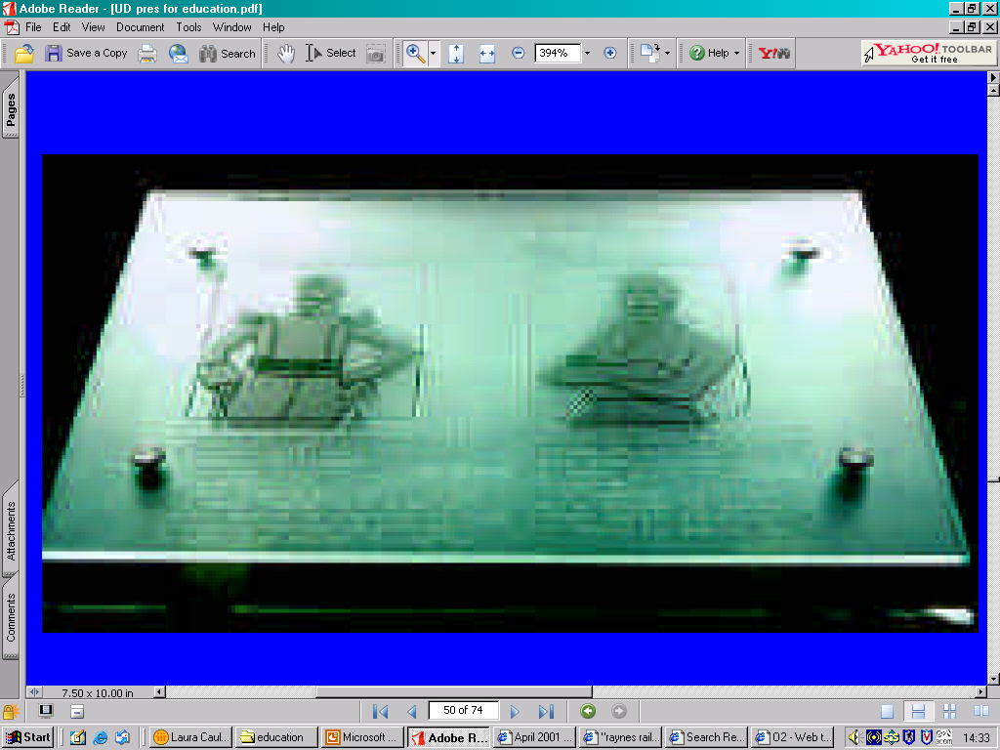 Adobe Reader - [UD pres for education.pdf]
File Edit View Document Tools Window Help
Save a Copy Search Select 394% Help Y! YAHOO! TOOLBAR
Get it free
Pages
Attachments
Comments
7.50 x 10.00 in
50 of 74
Start Laura Caul... education Microsoft ... Adobe R... April 2001 ... "raynes rail... Search Re... 02 - Web t... 14:33